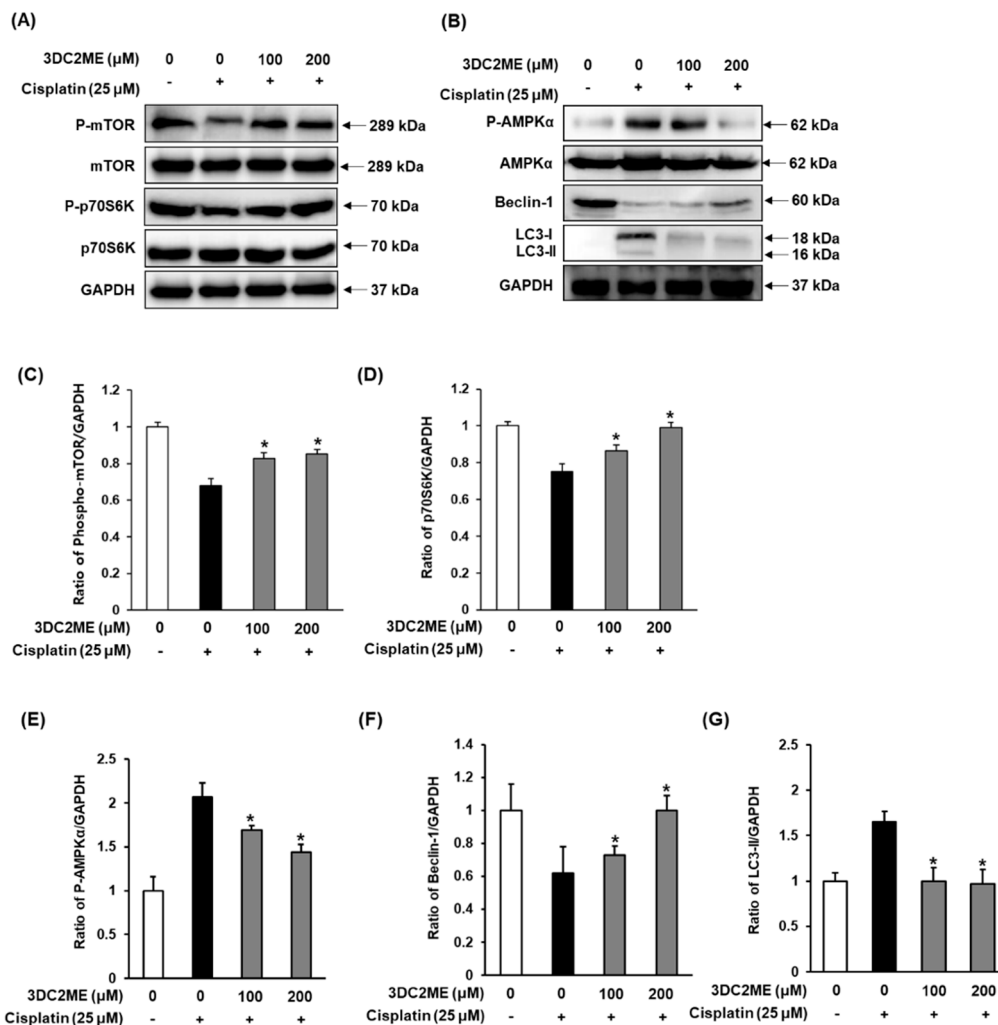 (A)
3DC2ME (µM) 0 0 100 200
Cisplatin (25 µM) - + + +
P-mTOR 289 kDa
mTOR 289 kDa
P-p70S6K 70 kDa
p70S6K 70 kDa
GAPDH 37 kDa
(B)
3DC2ME (µM) 0 0 100 200
Cisplatin (25 µM) - + + +
P-AMPKα 62 kDa
AMPKα 62 kDa
Beclin-1 60 kDa
LC3-I 18 kDa
LC3-II 16 kDa
GAPDH 37 kDa
(C)
Ratio of Phospho-mTOR/GAPDH
1.2
1
0.8
0.6
0.4
0.2
0
* *
3DC2ME (µM) 0 0 100 200
Cisplatin (25 µM) - + + +
(D)
Ratio of p70S6K/GAPDH
1.2
1
0.8
0.6
0.4
0.2
0
* *
3DC2ME (µM) 0 0 100 200
Cisplatin (25 µM) - + + +
(E)
Ratio of P-AMPKα/GAPDH
2.5
2
1.5
1
0.5
0
* *
3DC2ME (µM) 0 0 100 200
Cisplatin (25 µM) - + + +
(F)
Ratio of Beclin-1/GAPDH
1.4
1.2
1
0.8
0.6
0.4
0.2
0
* *
3DC2ME (µM) 0 0 100 200
Cisplatin (25 µM) - + + +
(G)
Ratio of LC3-II/GAPDH
2.5
2
1.5
1
0.5
0
* *
3DC2ME (µM) 0 0 100 200
Cisplatin (25 µM) - + + +